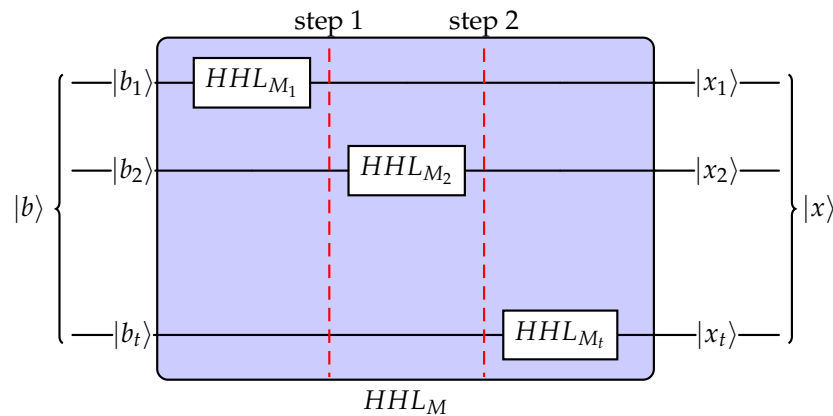 step 1 step 2
|b₁⟩ HHL_{M₁} |x₁⟩
|b₂⟩ HHL_{M₂} |x₂⟩
|b⟩ |x⟩
|b_t⟩ HHL_{M_t} |x_t⟩
HHL_M